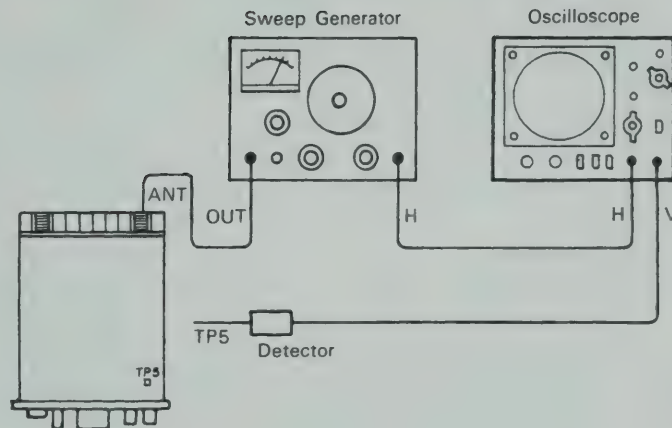 Sweep Generator
Oscilloscope
ANT
OUT
H
H
V
TP5
Detector
TP5